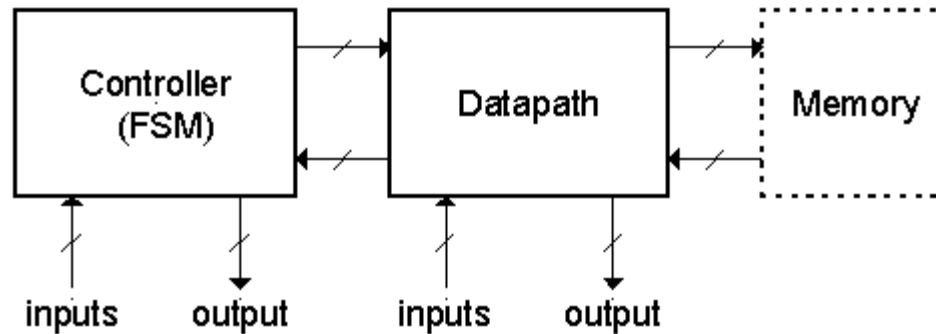 Controller
(FSM)
Datapath
Memory
inputs
output
inputs
output